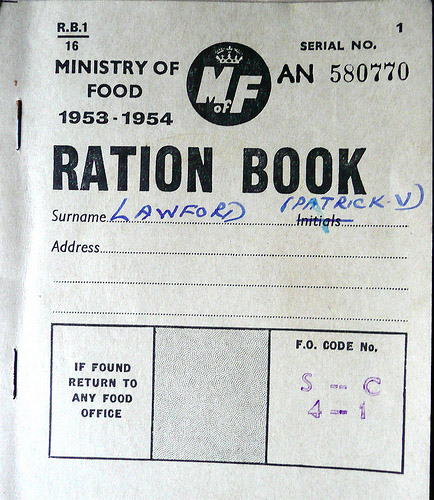 R.B.1
16
1
MINISTRY OF
FOOD
1953-1954
M of F
SERIAL NO.
AN 580770
RATION BOOK
Surname LAWFORD Initials (PATRICK.V)
Address
IF FOUND
RETURN TO
ANY FOOD
OFFICE
F.O. CODE No.
S - C
4 - 1